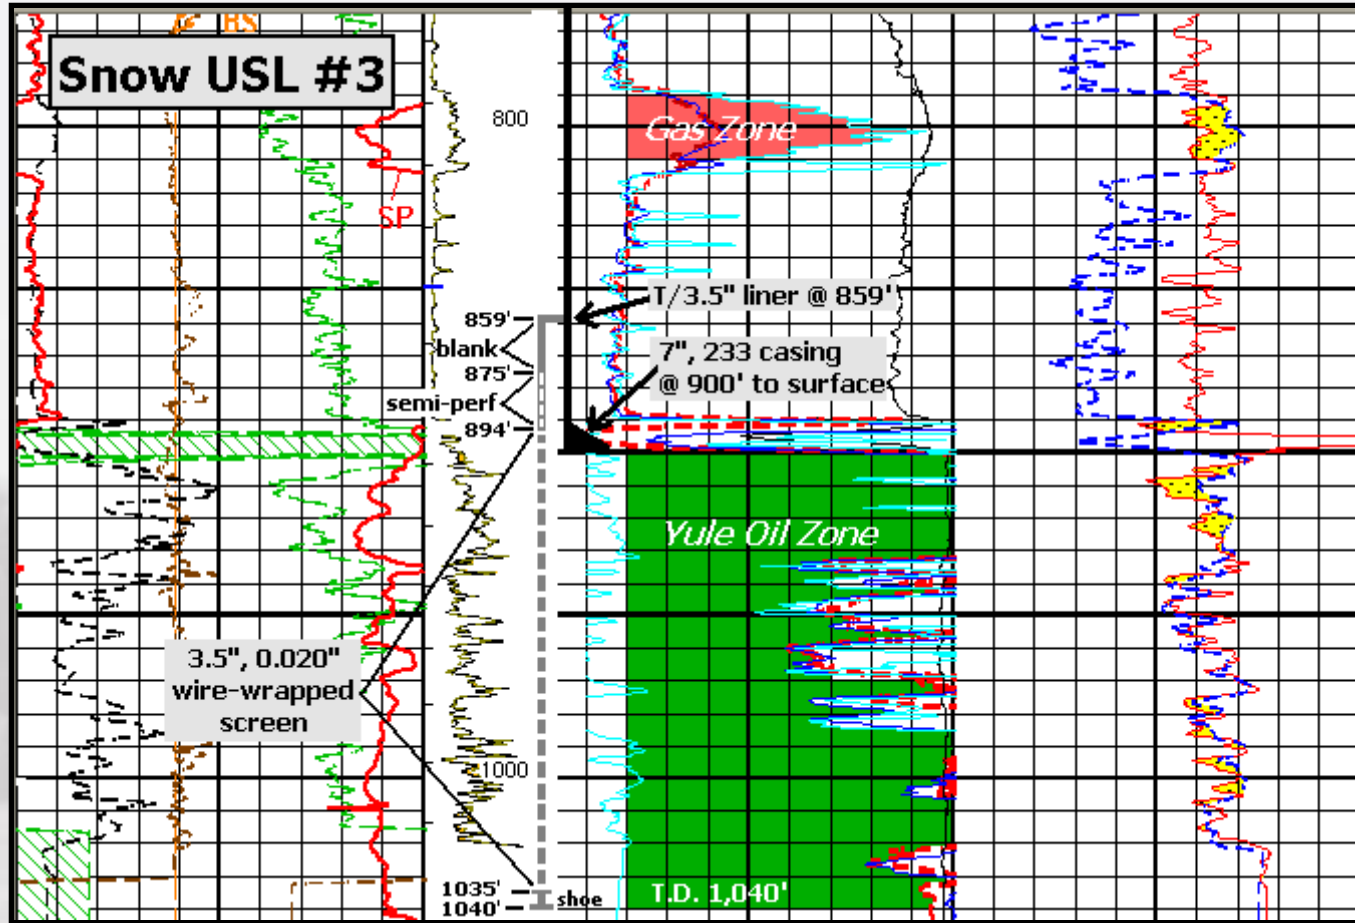 BS
Snow USL #3
800
Gas Zone
SP
T/3.5" liner @ 859'
859'
blank
7", 233 casing
@ 900' to surface
875'
semi-perf
894'
Yule Oil Zone
3.5", 0.020"
wire-wrapped
screen
1000
1035'
shoe
1040'
T.D. 1,040'